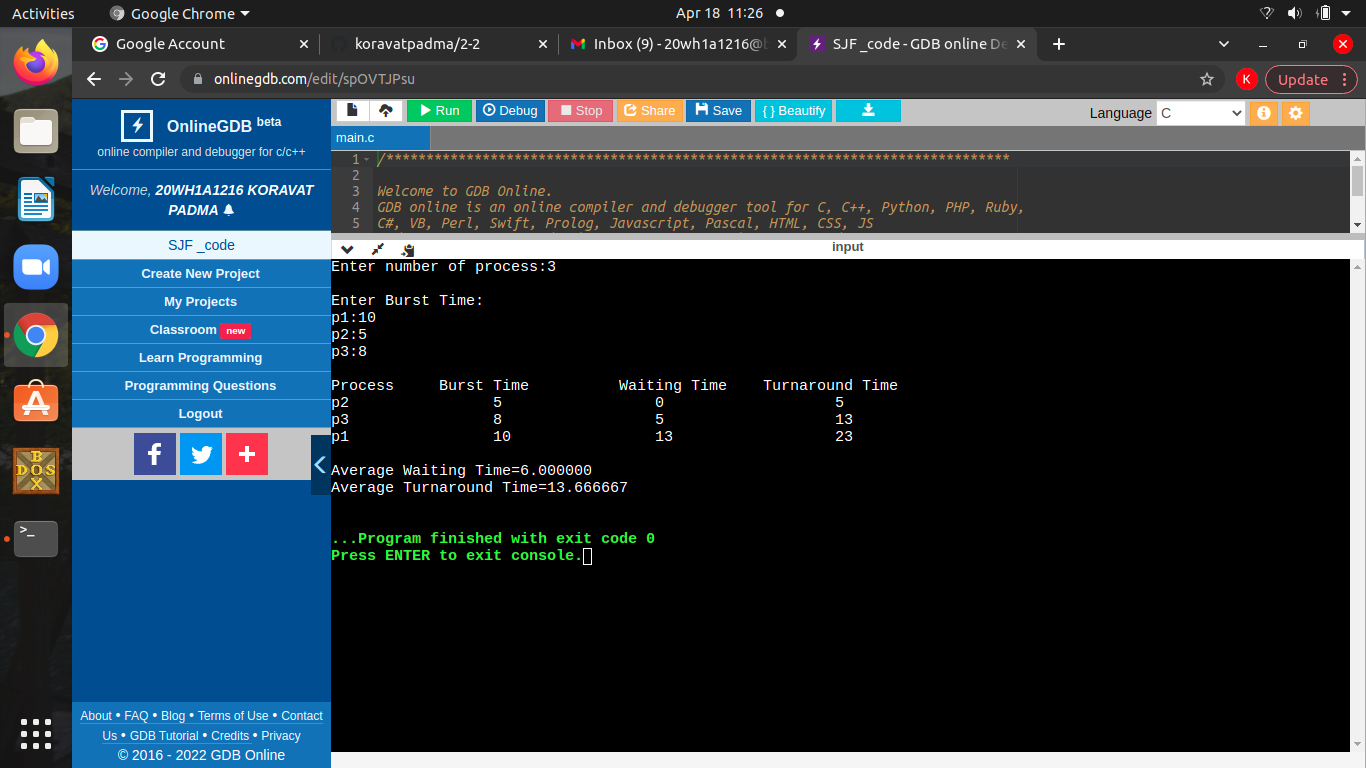 Activities
Google Chrome
Apr 18 11:26
Google Account
koravatpadma/2-2
Inbox (9) - 20wh1a1216@b
SJF _code - GDB online De
onlinegdb.com/edit/spOVTJPsu
K
Update
OnlineGDB beta
online compiler and debugger for c/c++
Welcome, 20WH1A1216 KORAVAT
PADMA
SJF _code
Create New Project
My Projects
Classroom new
Learn Programming
Programming Questions
Logout
About • FAQ • Blog • Terms of Use • Contact
Us • GDB Tutorial • Credits • Privacy
© 2016 - 2022 GDB Online
Run
Debug
Stop
Share
Save
{ } Beautify
Language C
main.c
1 /******************************************************************************
2
3 Welcome to GDB Online.
4 GDB online is an online compiler and debugger tool for C, C++, Python, PHP, Ruby,
5 C#, VB, Perl, Swift, Prolog, Javascript, Pascal, HTML, CSS, JS
input
Enter number of process:3
Enter Burst Time:
p1:10
p2:5
p3:8
Process Burst Time Waiting Time Turnaround Time
p2 5 0 5
p3 8 5 13
p1 10 13 23
Average Waiting Time=6.000000
Average Turnaround Time=13.666667
...Program finished with exit code 0
Press ENTER to exit console.